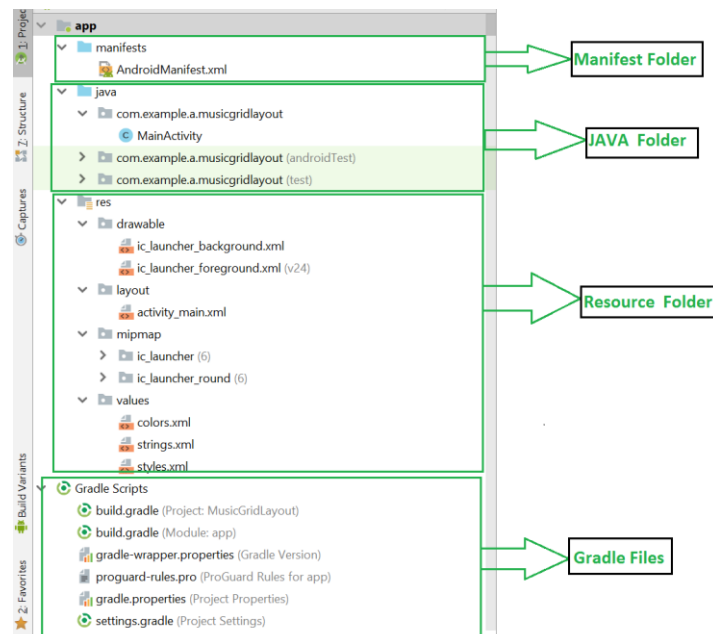 1: Projec
app
manifests
AndroidManifest.xml
Manifest Folder
java
com.example.a.musicgridlayout
MainActivity
com.example.a.musicgridlayout (androidTest)
com.example.a.musicgridlayout (test)
JAVA Folder
Z: Structure
Captures
res
drawable
ic_launcher_background.xml
ic_launcher_foreground.xml (v24)
layout
activity_main.xml
mipmap
ic_launcher (6)
ic_launcher_round (6)
values
colors.xml
strings.xml
styles.xml
Resource Folder
Build Variants
2: Favorites
Gradle Scripts
build.gradle (Project: MusicGridLayout)
build.gradle (Module: app)
gradle-wrapper.properties (Gradle Version)
proguard-rules.pro (ProGuard Rules for app)
gradle.properties (Project Properties)
settings.gradle (Project Settings)
Gradle Files